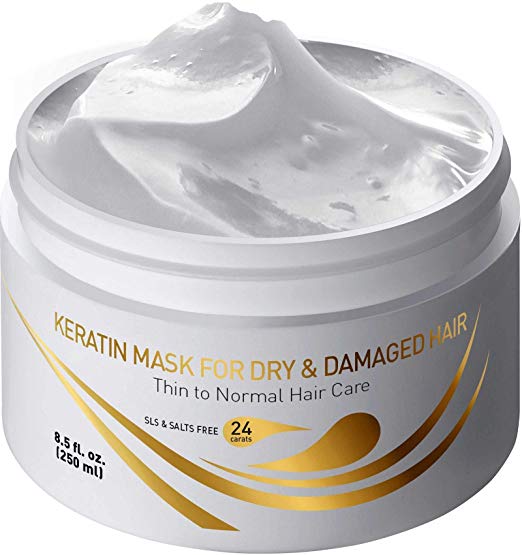 KERATIN MASK FOR DRY & DAMAGED HAIR
Thin to Normal Hair Care
SLS & SALTS FREE
24
carats
8.5 fl. oz.
(250 ml)